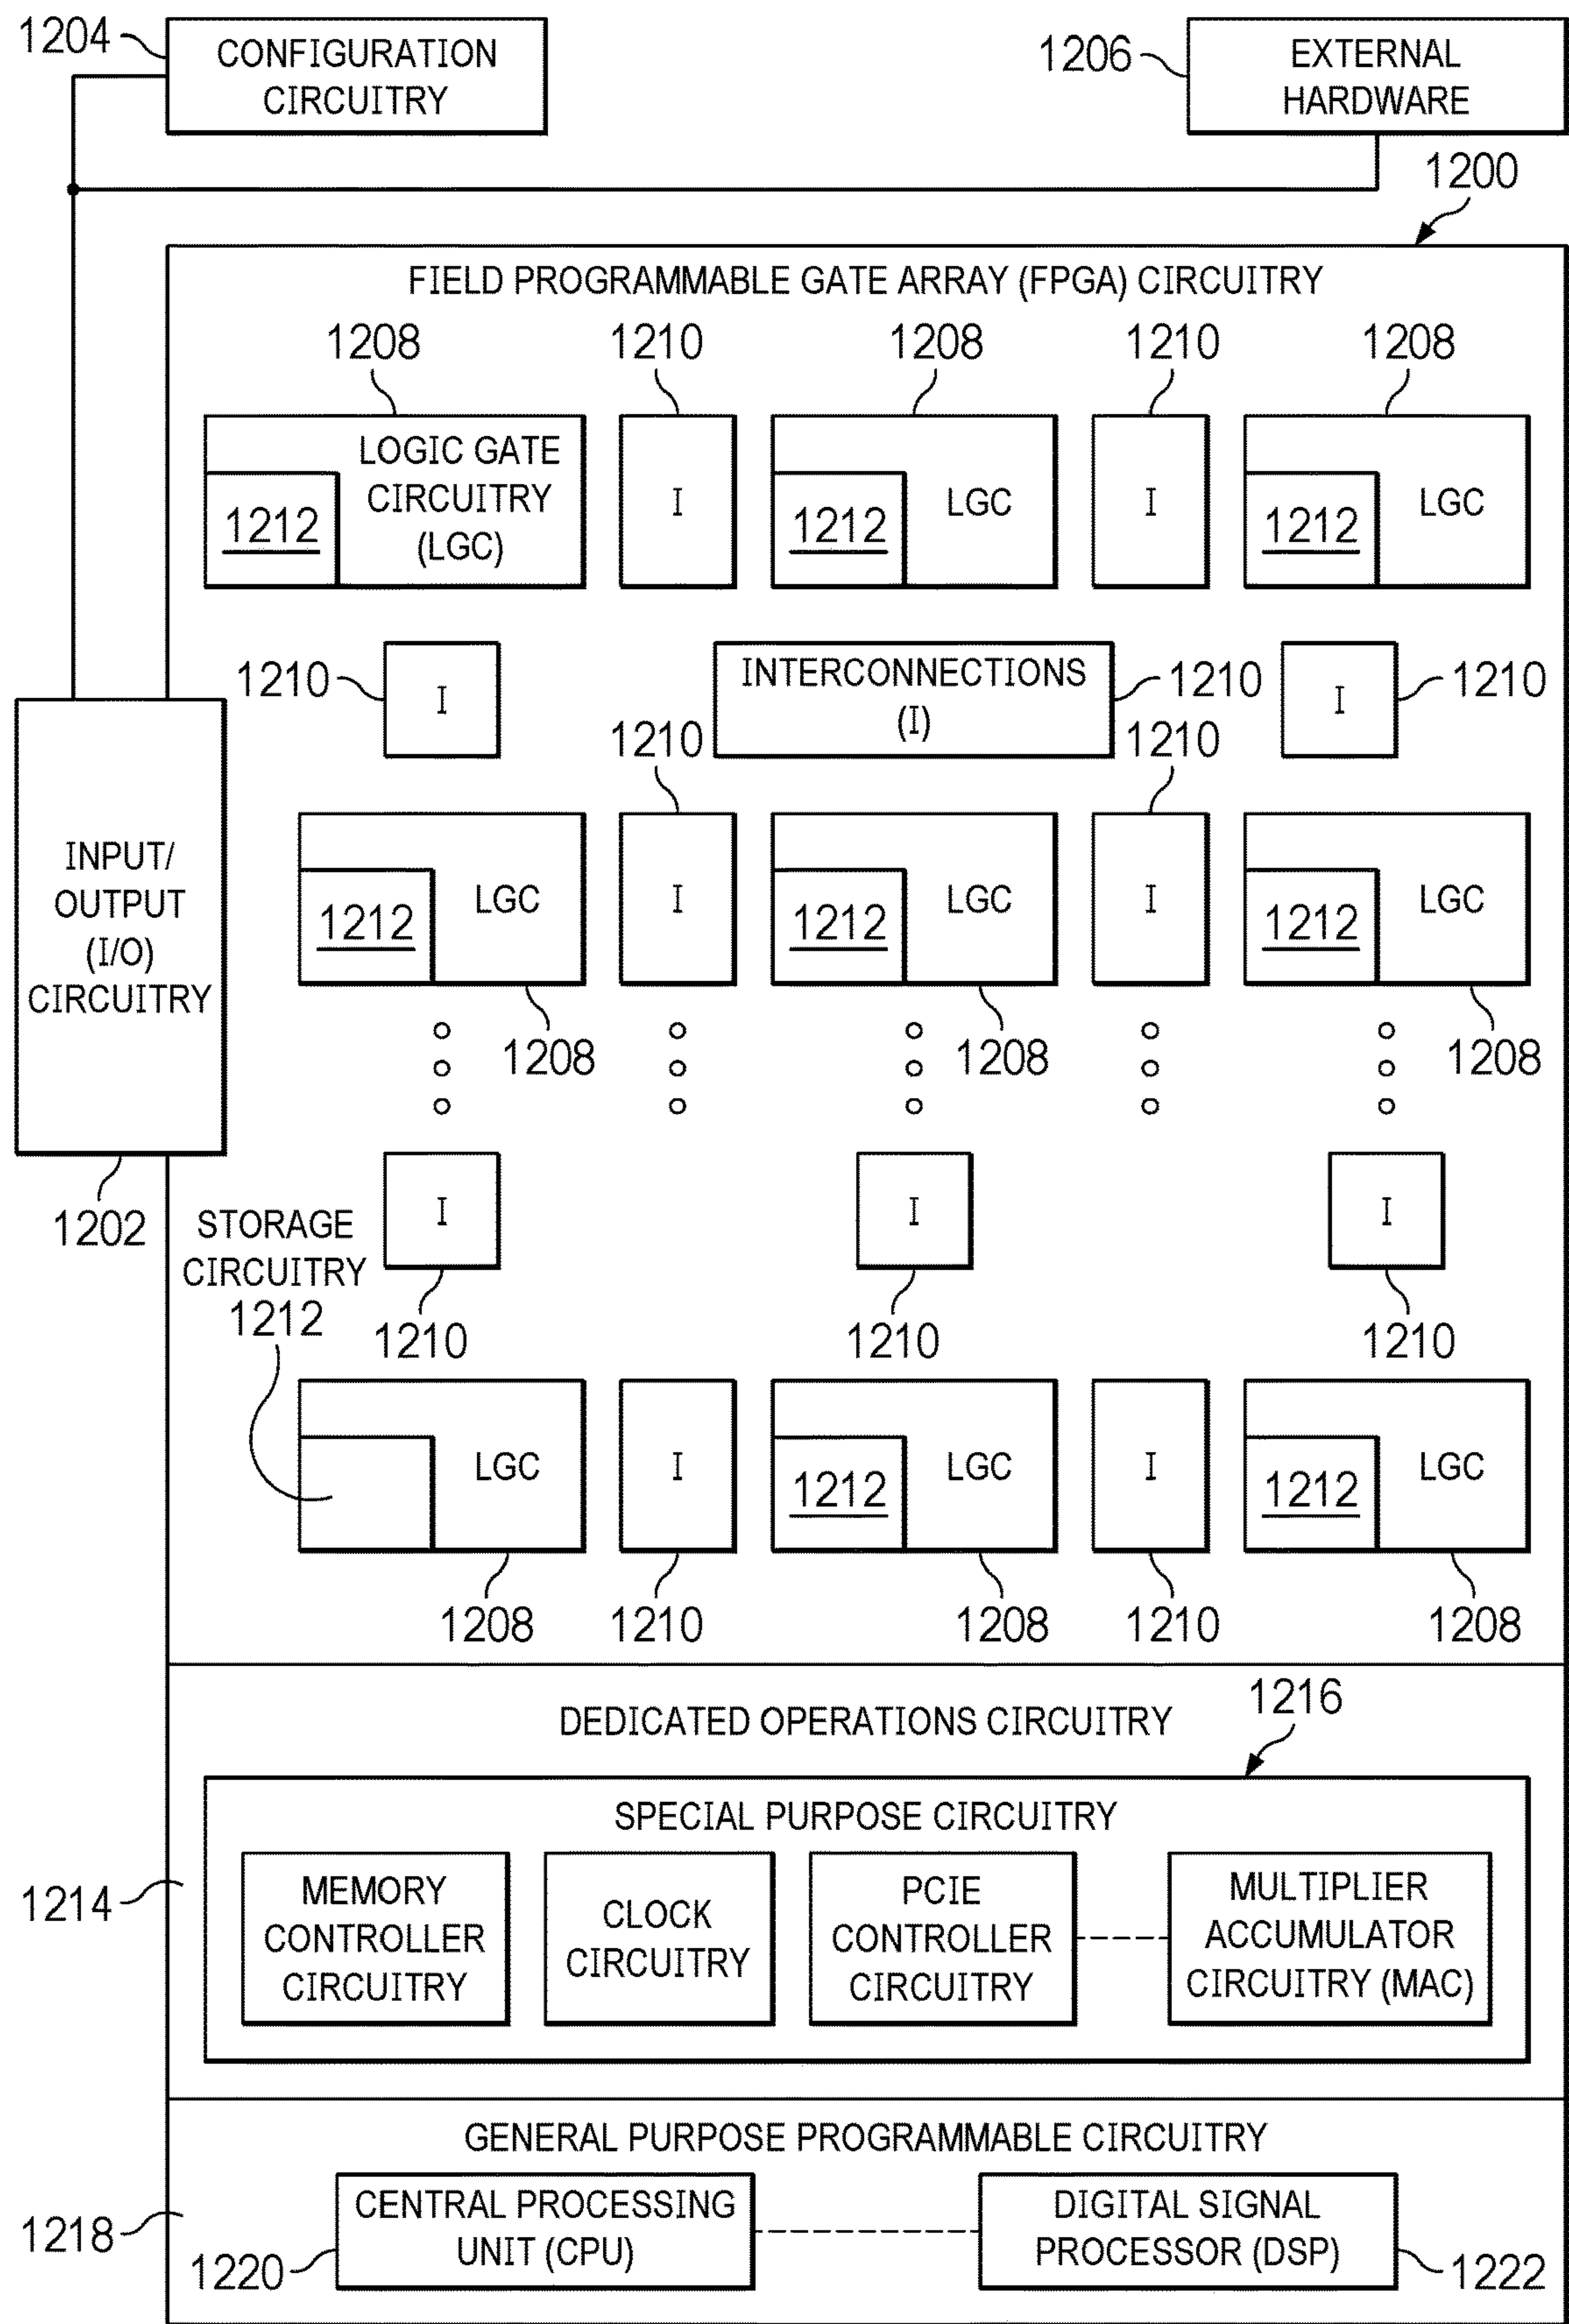 1204
CONFIGURATION
CIRCUITRY
1206
EXTERNAL
HARDWARE
1200
FIELD PROGRAMMABLE GATE ARRAY (FPGA) CIRCUITRY
1208
1210
1208
1210
1208
LOGIC GATE
CIRCUITRY
(LGC)
1212
I
1212
LGC
I
1212
LGC
1210
I
INTERCONNECTIONS
(I)
1210
I
1210
1210
1210
INPUT/
OUTPUT
(I/O)
CIRCUITRY
1202
1212
LGC
I
1212
LGC
I
1212
LGC
1208
1208
1208
I
I
I
STORAGE
CIRCUITRY
1212
1210
1210
1210
LGC
I
1212
LGC
I
1212
LGC
1208
1210
1208
1210
1208
DEDICATED OPERATIONS CIRCUITRY
1216
SPECIAL PURPOSE CIRCUITRY
1214
MEMORY
CONTROLLER
CIRCUITRY
CLOCK
CIRCUITRY
PCIE
CONTROLLER
CIRCUITRY
MULTIPLIER
ACCUMULATOR
CIRCUITRY (MAC)
GENERAL PURPOSE PROGRAMMABLE CIRCUITRY
1218
CENTRAL PROCESSING
UNIT (CPU)
1220
DIGITAL SIGNAL
PROCESSOR (DSP)
1222